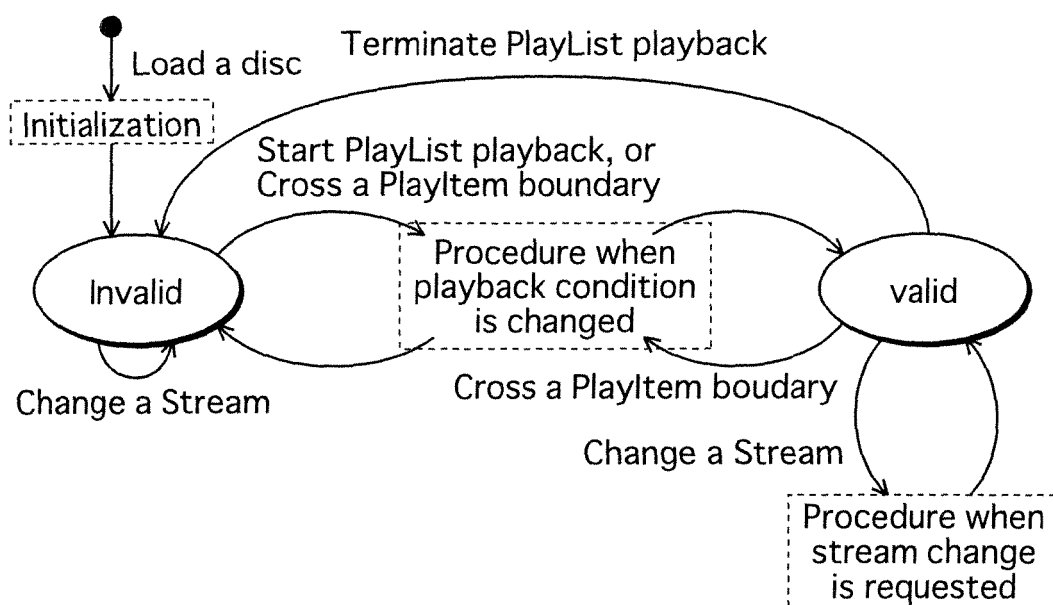 Load a disc
Terminate PlayList playback
Initialization
Start PlayList playback, or
Cross a PlayItem boundary
Procedure when
playback condition
is changed
Invalid
valid
Change a Stream
Cross a PlayItem boudary
Change a Stream
Procedure when
stream change
is requested